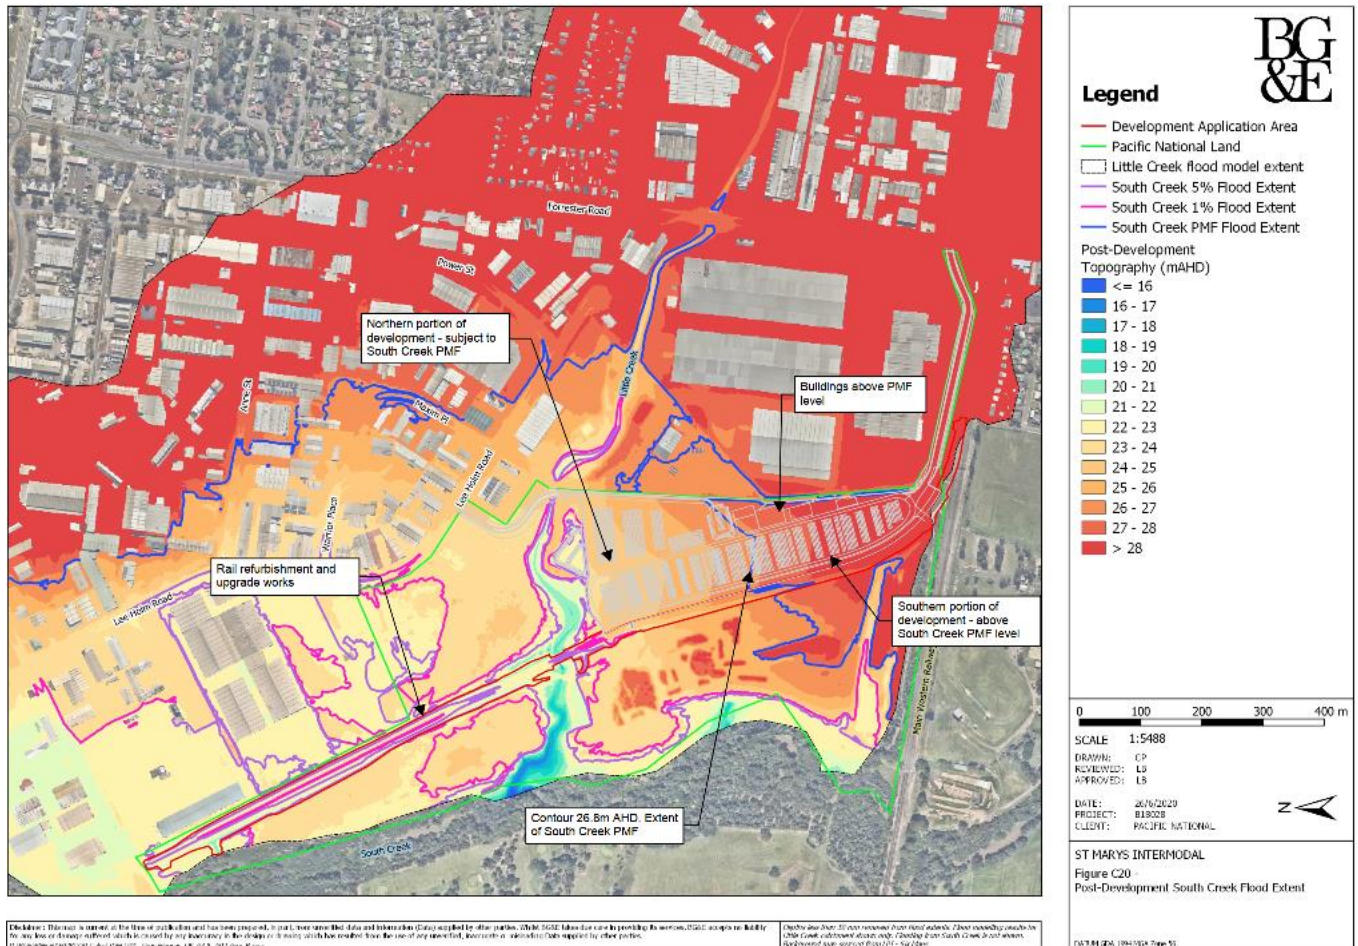 BG
&E
Legend
Development Application Area
Pacific National Land
Little Creek flood model extent
South Creek 5% Flood Extent
South Creek 1% Flood Extent
South Creek PMF Flood Extent
Post-Development
Topography (mAHD)
<= 16
16 - 17
17 - 18
18 - 19
19 - 20
20 - 21
21 - 22
22 - 23
23 - 24
24 - 25
25 - 26
26 - 27
27 - 28
> 28
Forrester Road
Power St
Northern portion of
development - subject to
South Creek PMF
Little Creek
Buildings above PMF
level
Anne St
Maxim Pl
Lee Holm Road
Warrior Place
Rail refurbishment and
upgrade works
Lee Holm Road
Southern portion of
development - above
South Creek PMF level
Main Western Railway
Contour 26.8m AHD. Extent
of South Creek PMF
South Creek
0 100 200 300 400 m
SCALE 1:5488
DRAWN: CP
REVIEWED: LB
APPROVED: LB
DATE: 26/6/2020
PROJECT: B18028
CLIENT: PACIFIC NATIONAL
Z
ST MARYS INTERMODAL
Figure C20 -
Post-Development South Creek Flood Extent